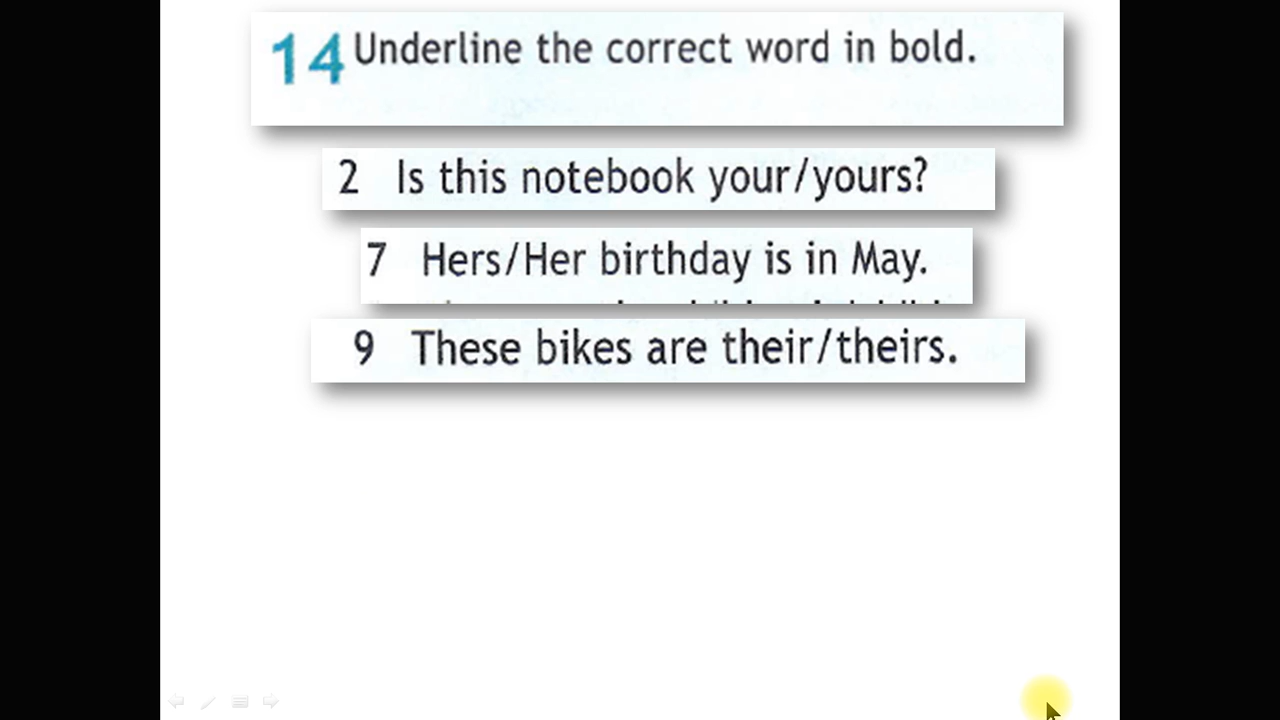 14 Underline the correct word in bold.
2 Is this notebook your/yours?
7 Hers/Her birthday is in May.
9 These bikes are their/theirs.